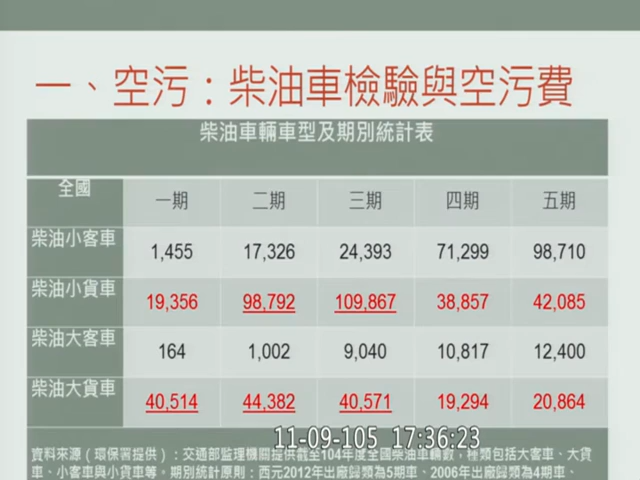 一、空污：柴油車檢驗與空污費
柴油車輛車型及期別統計表
全國 一期 二期 三期 四期 五期
柴油小客車 1,455 17,326 24,393 71,299 98,710
柴油小貨車 19,356 98,792 109,867 38,857 42,085
柴油大客車 164 1,002 9,040 10,817 12,400
柴油大貨車 40,514 44,382 40,571 19,294 20,864
11-09-105 17:36:23
資料來源（環保署提供）：交通部監理機關提供截至104年度全國柴油車輛數，種類包括大客車、大貨
車、小客車與小貨車等。期別統計原則：西元2012年出廠歸類為5期車、2006年出廠歸類為4期車、